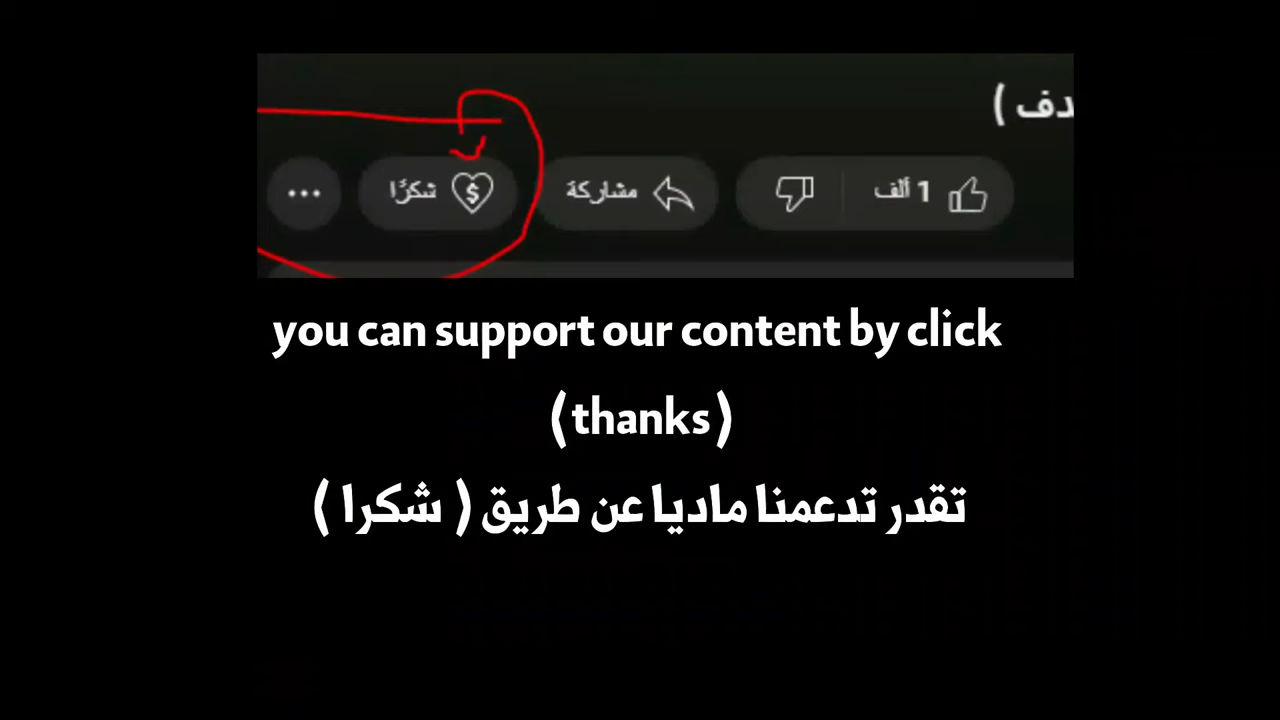 دف )
1 ألف
مشاركة
شكرًا
you can support our content by click
(thanks)
تقدر تدعمنا ماديا عن طريق ( شكرا )